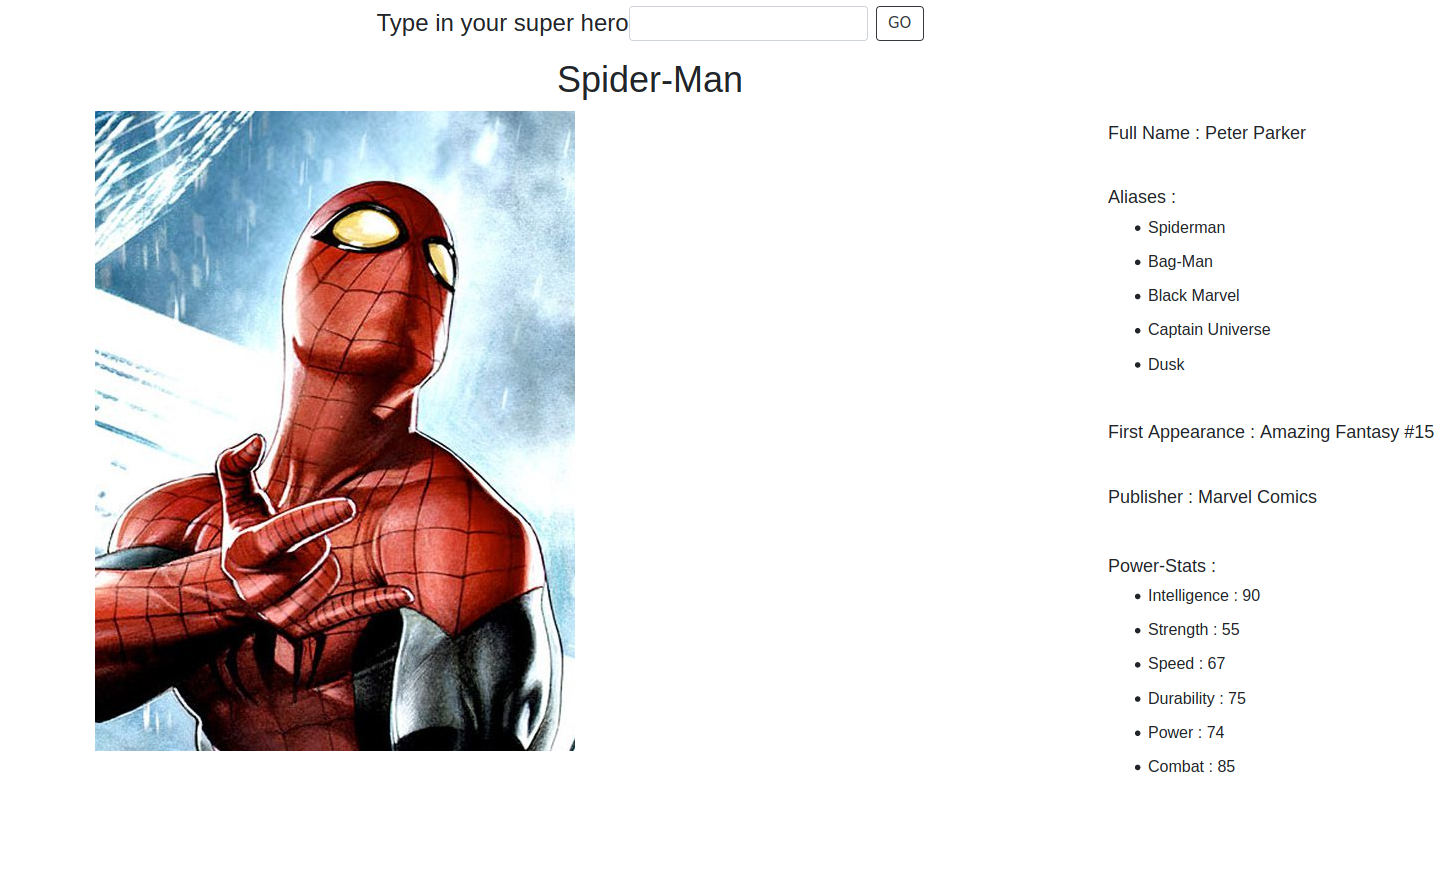 Type in your super hero GO
Spider-Man
Full Name : Peter Parker
Aliases :
Spiderman
Bag-Man
Black Marvel
Captain Universe
Dusk
First Appearance : Amazing Fantasy #15
Publisher : Marvel Comics
Power-Stats :
Intelligence : 90
Strength : 55
Speed : 67
Durability : 75
Power : 74
Combat : 85